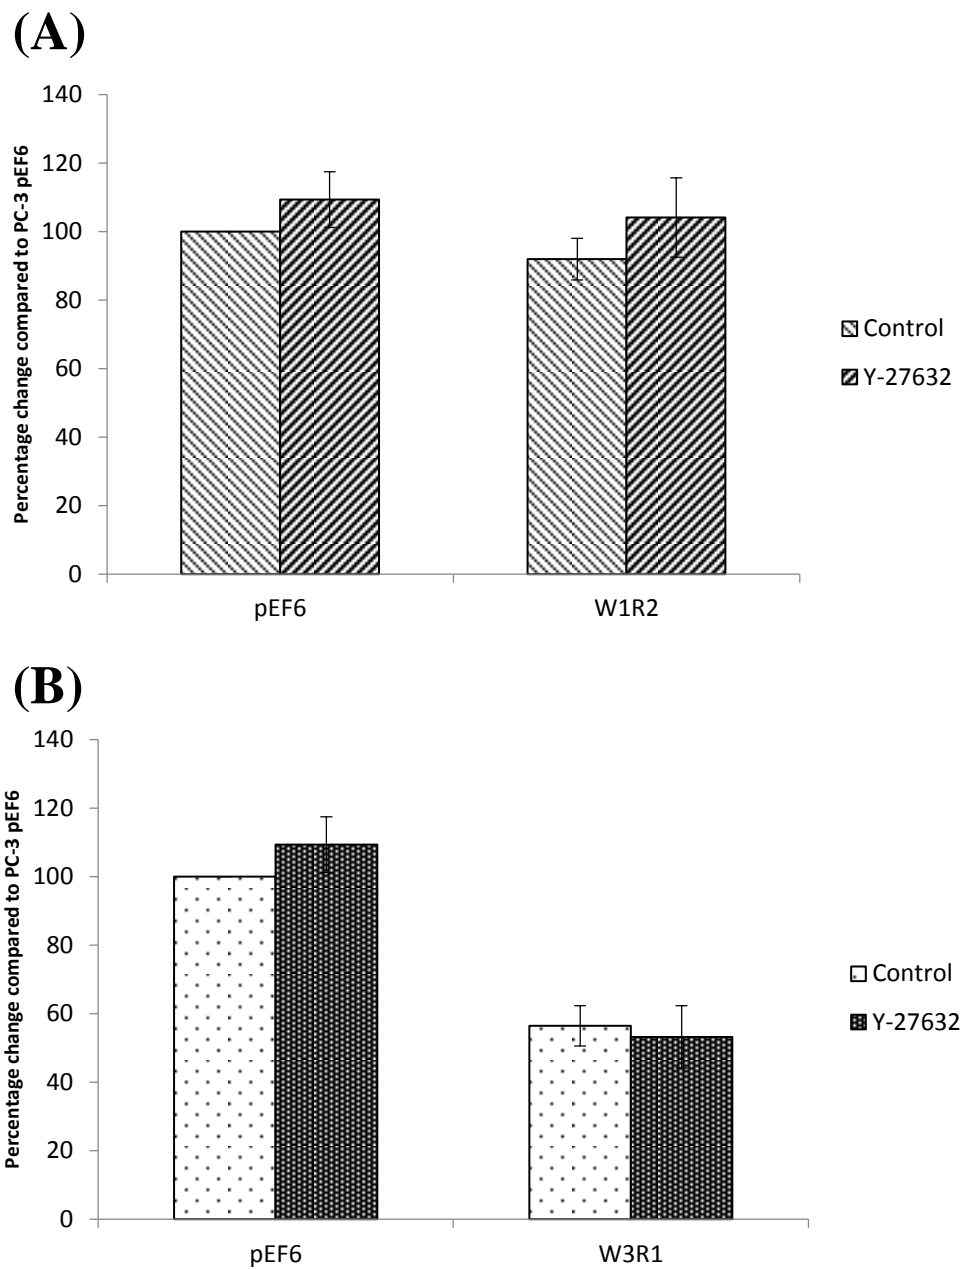 (A)
Percentage change compared to PC-3 pEF6
140
120
100
80
60
40
20
0
pEF6
W1R2
Control
Y-27632
(B)
Percentage change compared to PC-3 pEF6
140
120
100
80
60
40
20
0
pEF6
W3R1
Control
Y-27632